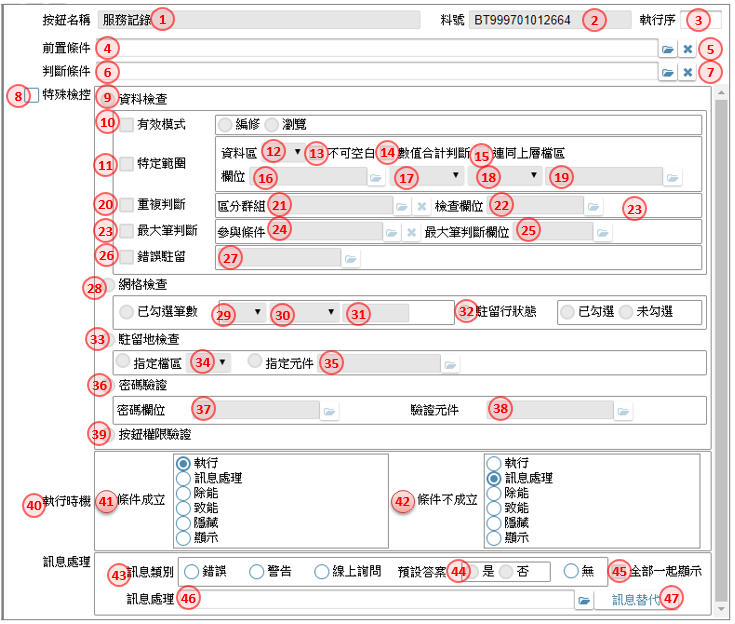 按鈕名稱 服務記錄 1 料號 BT999701012664 2 執行序 3
前置條件 4 5
判斷條件 6 7
8 特殊檢控 9 資料檢查
10 有效模式 編修 瀏覽
11 特定範圍 資料區 12 13 不可空白 14 數值合計判斷 15 連同上層檔區
欄位 16 17 18 19
20 重複判斷 區分群組 21 檢查欄位 22 23
23 最大筆判斷 參與條件 24 最大筆判斷欄位 25
26 錯誤駐留 27
28 網格檢查
已勾選筆數 29 30 31 32 駐留行狀態 已勾選 未勾選
33 駐留地檢查
指定檔區 34 指定元件 35
36 密碼驗證
密碼欄位 37 驗證元件 38
39 按鈕權限驗證
40 執行時機 41 條件成立 執行 訊息處理 除能 致能 隱藏 顯示 42 條件不成立 執行 訊息處理 除能 致能 隱藏 顯示
訊息處理 43 訊息類別 錯誤 警告 線上詢問 預設答案 44 是 否 無 45 全部一起顯示
訊息處理 46 訊息替代 47